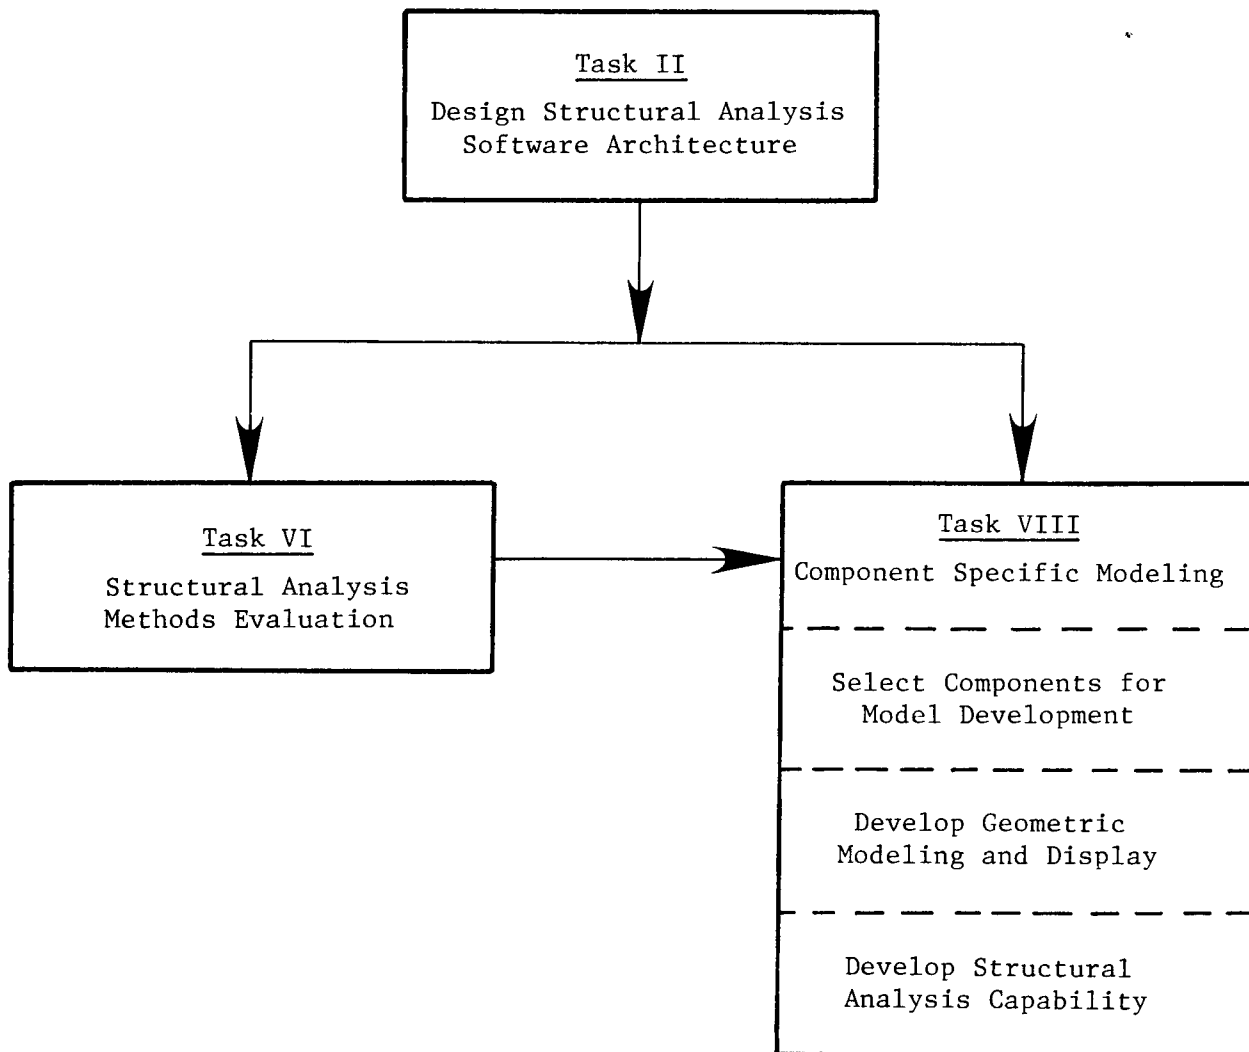 Task II
Design Structural Analysis
Software Architecture
Task VI
Structural Analysis
Methods Evaluation
Task VIII
Component Specific Modeling
Select Components for
Model Development
Develop Geometric
Modeling and Display
Develop Structural
Analysis Capability